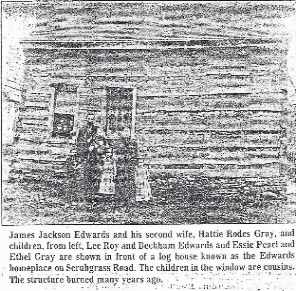 James Jackson Edwards and his second wife, Hattie Rodes Gray, and
children, from left, Lee Roy and Beckham Edwards and Essie Pearl and
Ethel Gray are shown in front of a log house known as the Edwards
homeplace on Scrubgrass Road. The children in the window are cousins.
The structure burned many years ago.